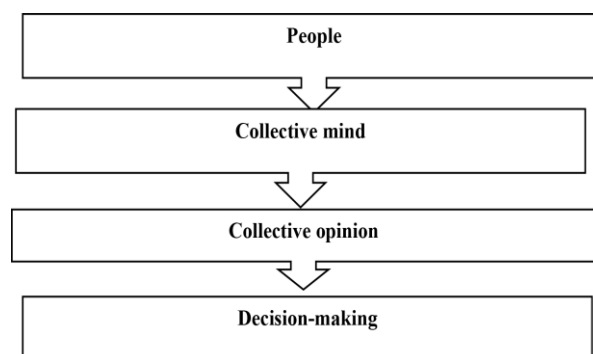 People
Collective mind
Collective opinion
Decision-making